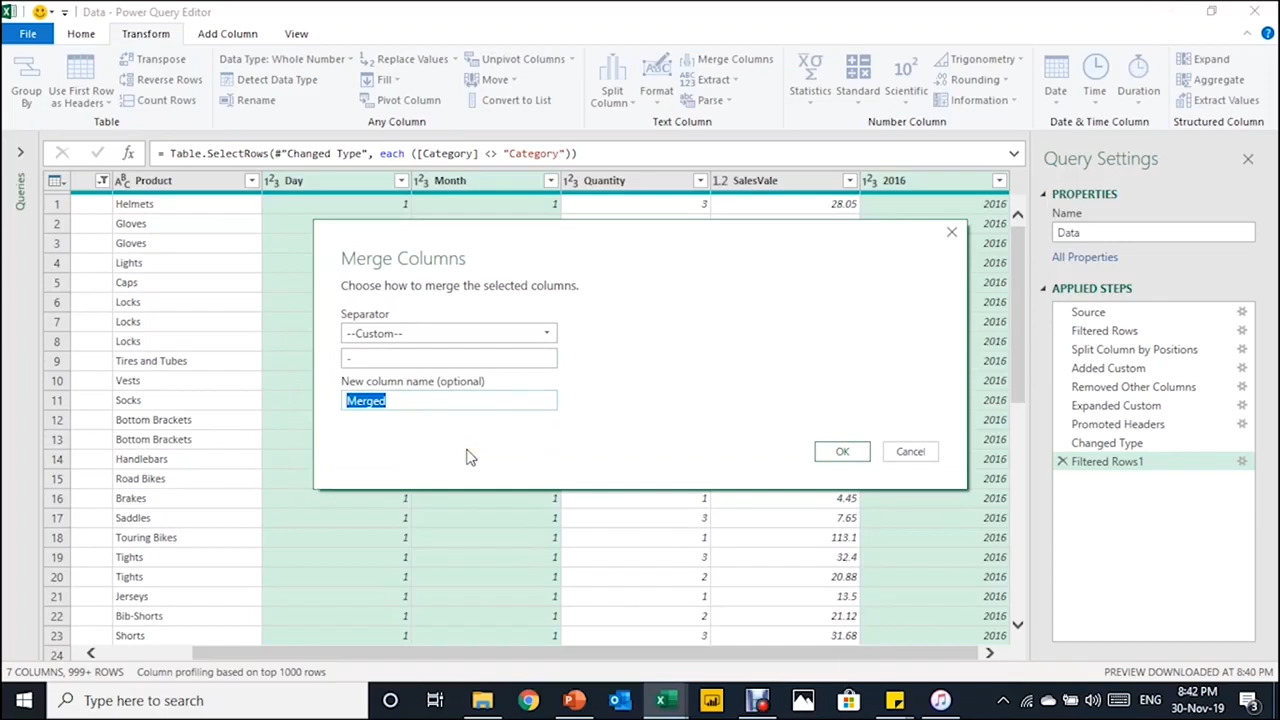 Data - Power Query Editor
File Home Transform Add Column View
Group By
Use First Row as Headers
Transpose
Reverse Rows
Count Rows
Table
Data Type: Whole Number
Detect Data Type
Rename
Replace Values
Fill
Pivot Column
Unpivot Columns
Move
Convert to List
Any Column
Split Column
Format
Merge Columns
Extract
Parse
Text Column
Statistics
Standard
Scientific
Trigonometry
Rounding
Information
Number Column
Date
Time
Duration
Date & Time Column
Expand
Aggregate
Extract Values
Structured Column
fx = Table.SelectRows(#"Changed Type", each ([Category] <> "Category"))
Queries
Product Day Month Quantity SalesVale 2016
1 Helmets 1 1 3 28.05 2016
2 Gloves 2016
3 Gloves 2016
4 Lights 2016
5 Caps 2016
6 Locks 2016
7 Locks 2016
8 Locks 2016
9 Tires and Tubes 2016
10 Vests 2016
11 Socks 2016
12 Bottom Brackets 2016
13 Bottom Brackets 2016
14 Handlebars 2016
15 Road Bikes 2016
16 Brakes 1 1 1 4.45 2016
17 Saddles 1 1 3 7.65 2016
18 Touring Bikes 1 1 1 113.1 2016
19 Tights 1 1 3 32.4 2016
20 Tights 1 1 2 20.88 2016
21 Jerseys 1 1 1 13.5 2016
22 Bib-Shorts 1 1 2 21.12 2016
23 Shorts 1 1 3 31.68 2016
24
Merge Columns
Choose how to merge the selected columns.
Separator
--Custom--
-
New column name (optional)
Merged
OK Cancel
Query Settings
PROPERTIES
Name
Data
All Properties
APPLIED STEPS
Source
Filtered Rows
Split Column by Positions
Added Custom
Removed Other Columns
Expanded Custom
Promoted Headers
Changed Type
Filtered Rows1
7 COLUMNS, 999+ ROWS Column profiling based on top 1000 rows PREVIEW DOWNLOADED AT 8:40 PM
Type here to search
ENG
8:42 PM
30-Nov-19
3